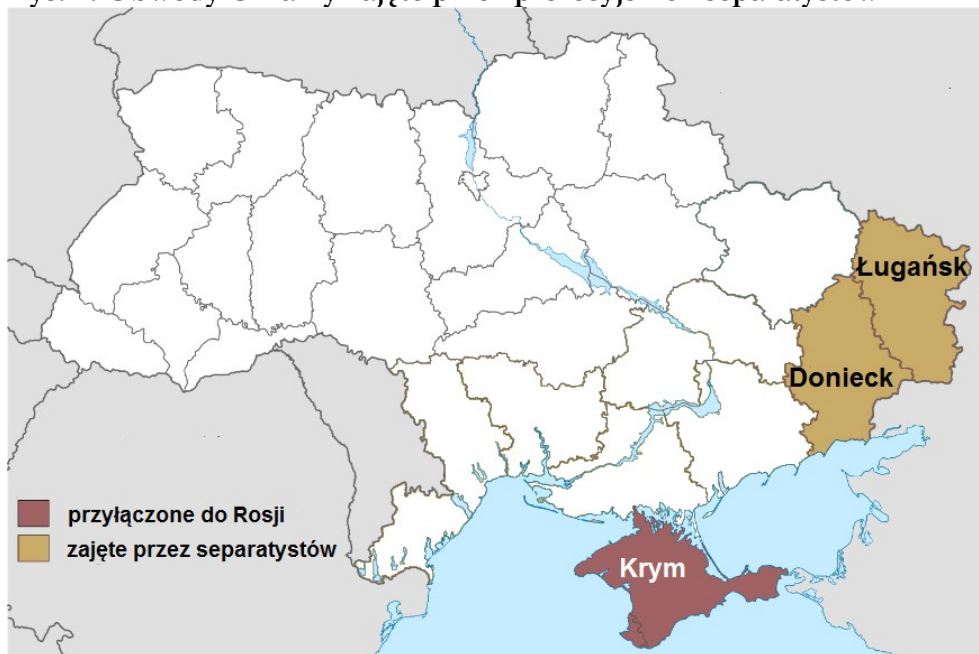 Ługańsk
Donieck
przyłączone do Rosji
zajęte przez separatystów
Krym